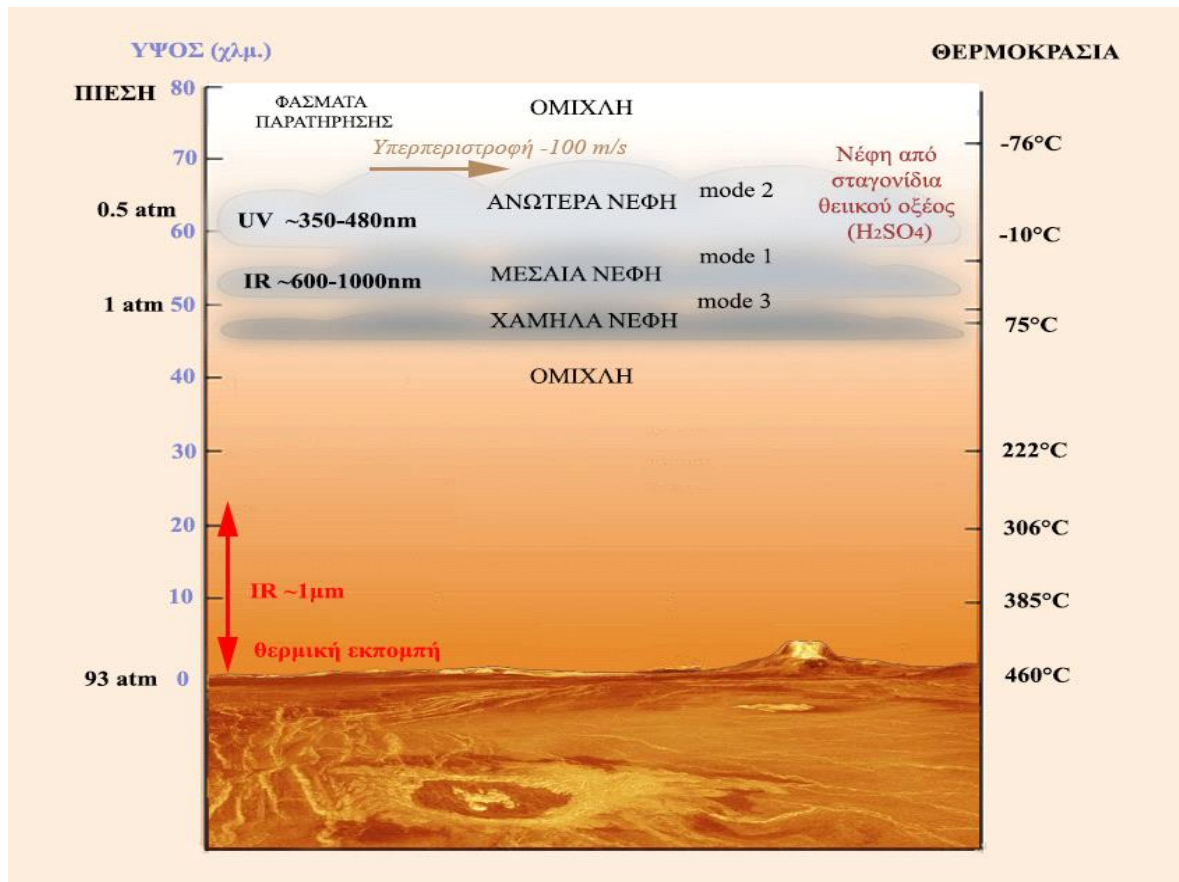 ΥΨΟΣ (χλμ.)
ΘΕΡΜΟΚΡΑΣΙΑ
ΠΙΕΣΗ
80
ΦΑΣΜΑΤΑ
ΠΑΡΑΤΗΡΗΣΗΣ
ΟΜΙΧΛΗ
Υπερπεριστροφή -100 m/s
70
-76°C
Νέφη από
σταγονίδια
θειικού οξέος
(H₂SO₄)
mode 2
ΑΝΩΤΕΡΑ ΝΕΦΗ
0.5 atm
UV ~350-480nm
60
-10°C
mode 1
ΜΕΣΑΙΑ ΝΕΦΗ
IR ~600-1000nm
1 atm
50
mode 3
ΧΑΜΗΛΑ ΝΕΦΗ
75°C
40
ΟΜΙΧΛΗ
30
222°C
20
306°C
10
IR ~1μm
385°C
θερμική εκπομπή
93 atm
0
460°C